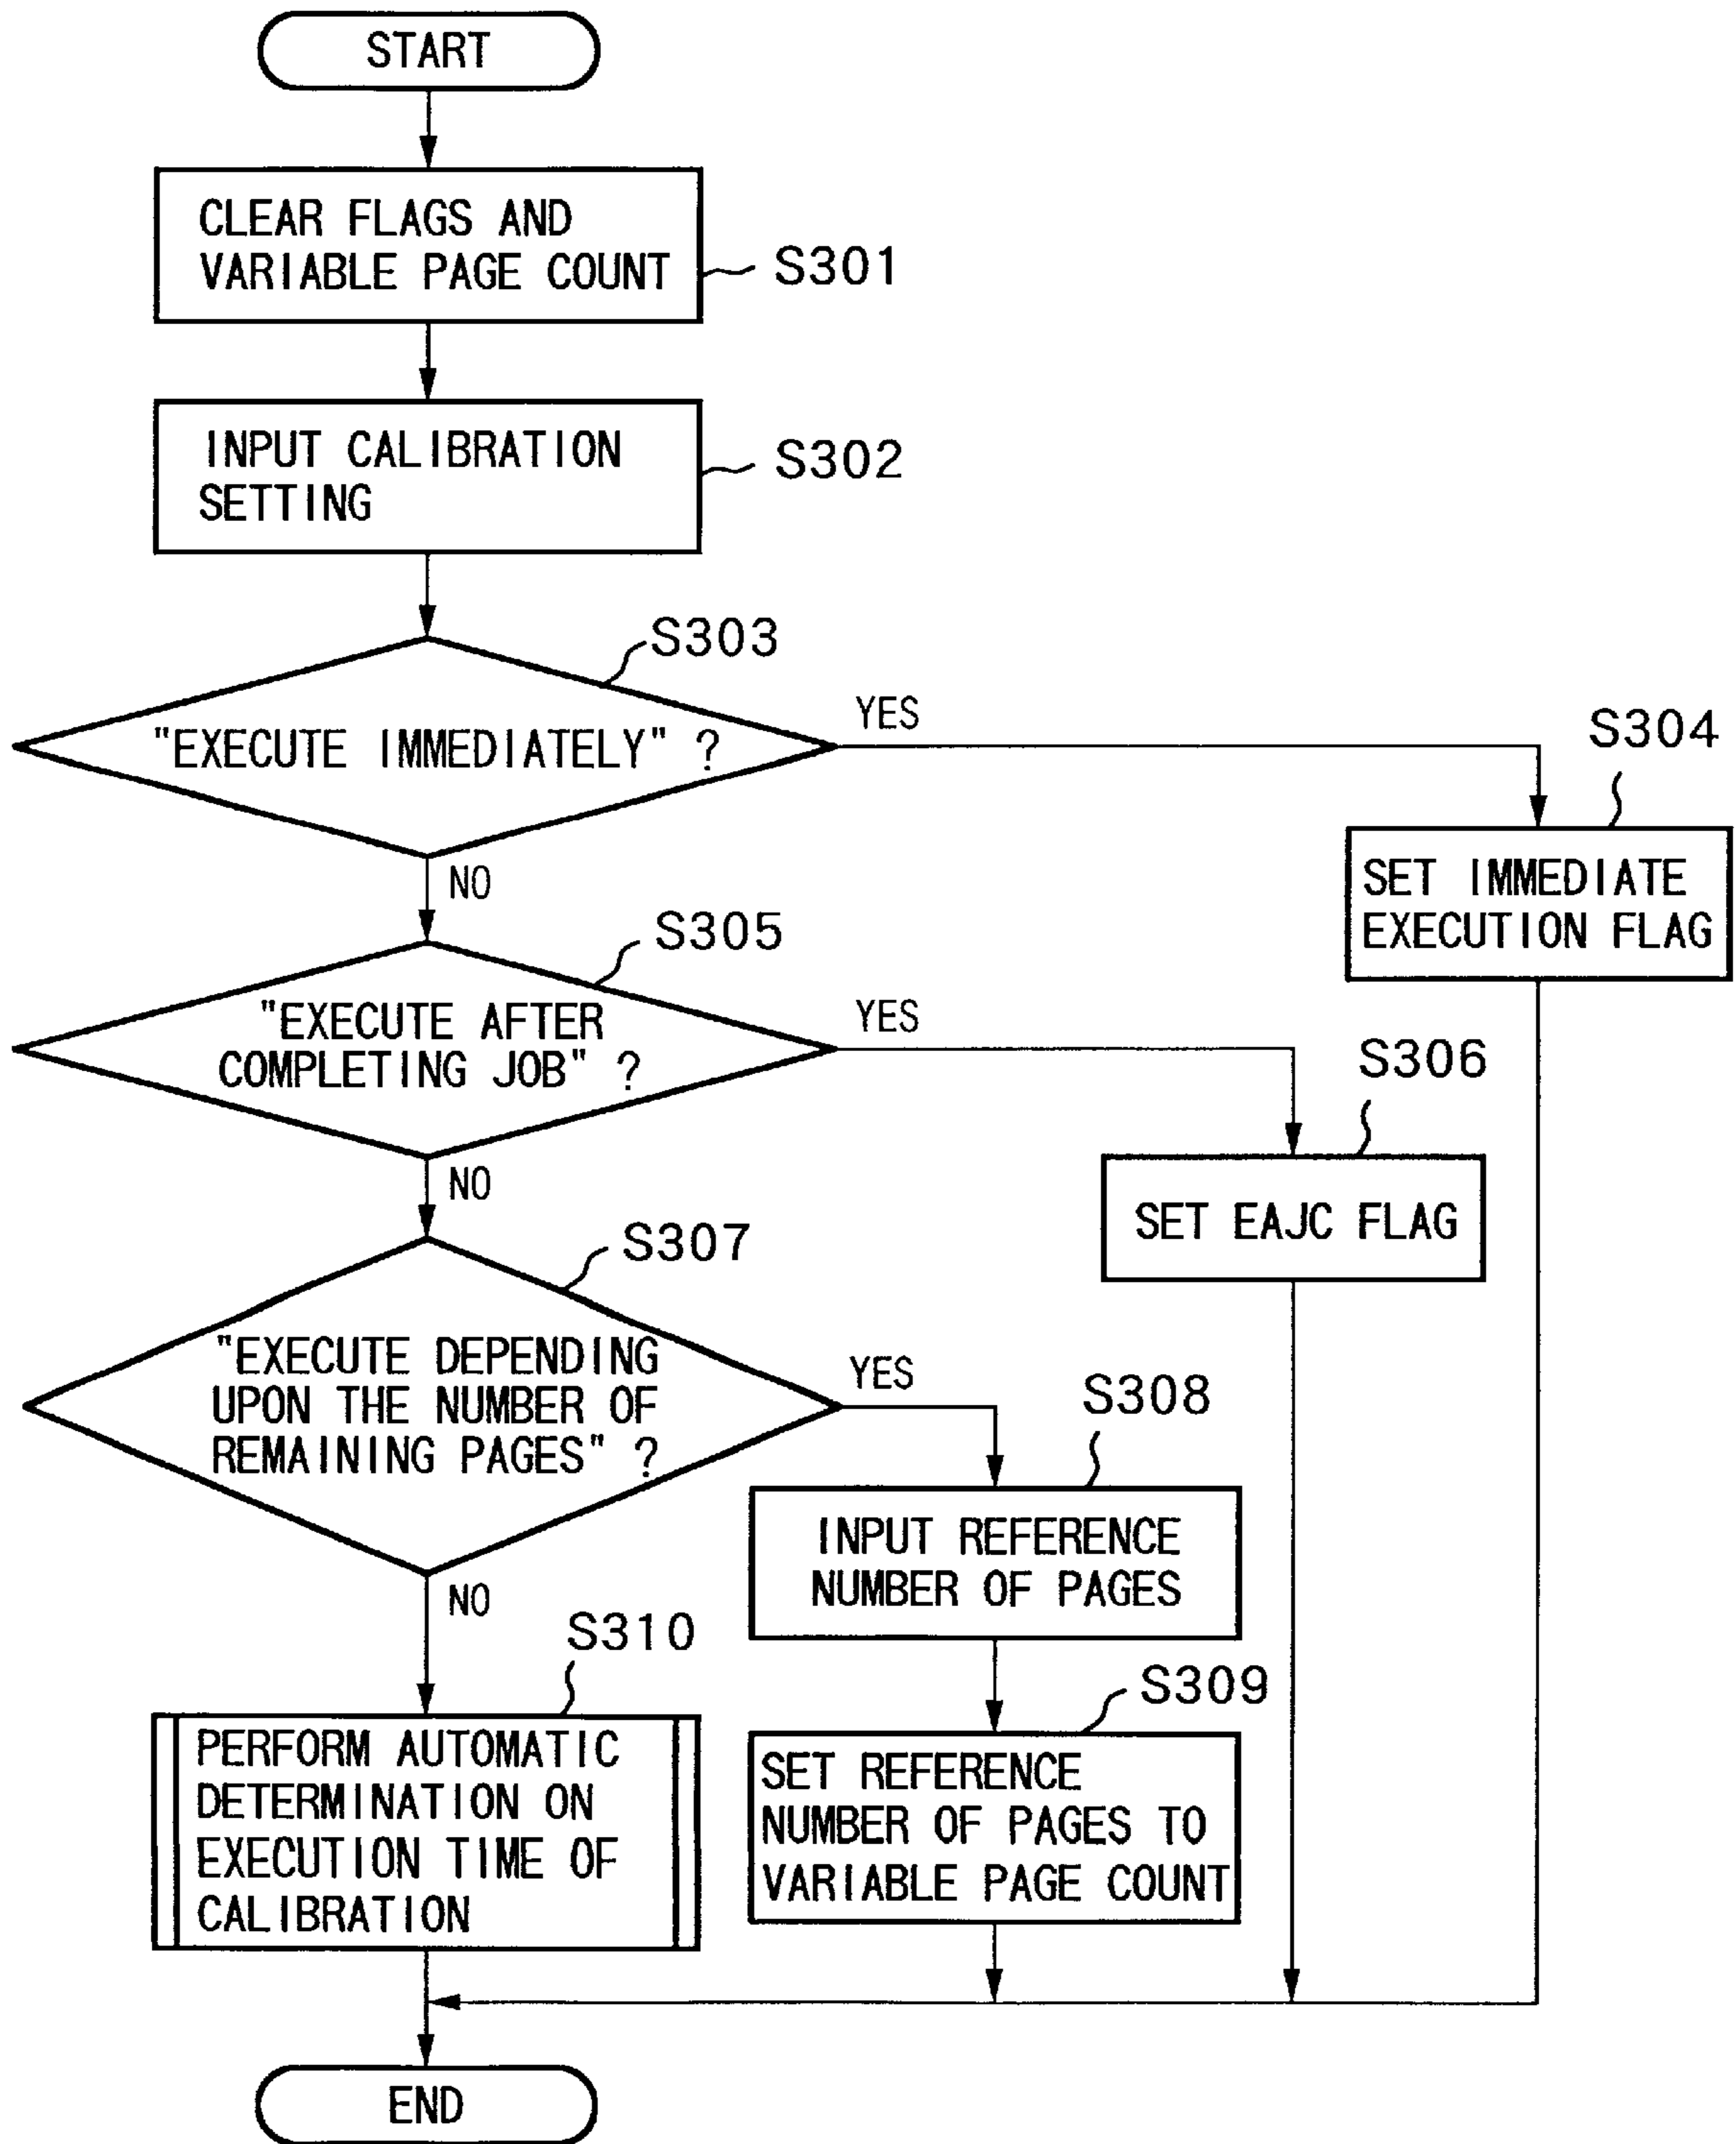 START
CLEAR FLAGS AND
VARIABLE PAGE COUNT
S301
INPUT CALIBRATION
SETTING
S302
S303
"EXECUTE IMMEDIATELY" ?
YES
NO
S304
SET IMMEDIATE
EXECUTION FLAG
S305
"EXECUTE AFTER
COMPLETING JOB" ?
YES
NO
S306
SET EAJC FLAG
S307
"EXECUTE DEPENDING
UPON THE NUMBER OF
REMAINING PAGES" ?
YES
NO
S308
INPUT REFERENCE
NUMBER OF PAGES
S309
SET REFERENCE
NUMBER OF PAGES TO
VARIABLE PAGE COUNT
S310
PERFORM AUTOMATIC
DETERMINATION ON
EXECUTION TIME OF
CALIBRATION
END